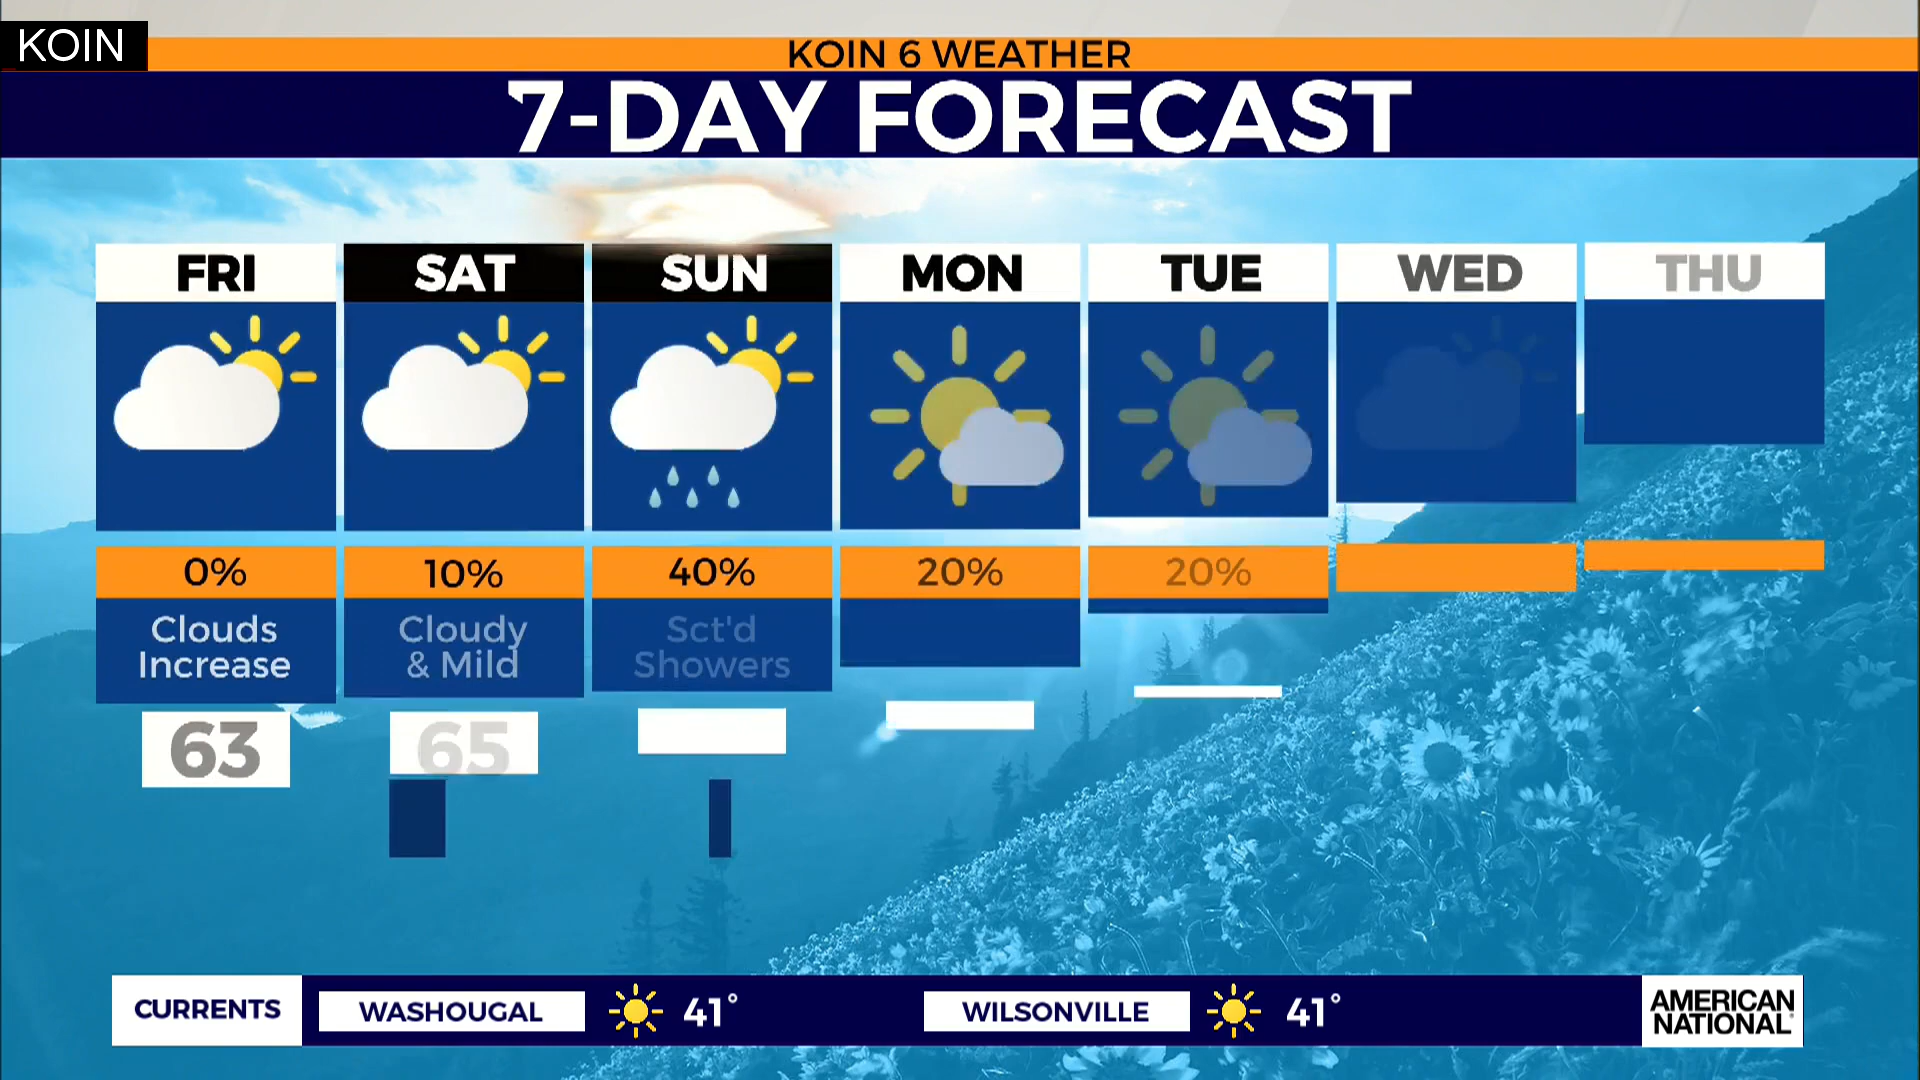 KOIN
KOIN 6 WEATHER
7-DAY FORECAST
FRI
SAT
SUN
MON
TUE
WED
THU
0%
10%
40%
20%
20%
Clouds
Increase
Cloudy
& Mild
Sct'd
Showers
63
65
CURRENTS
WASHOUGAL
41°
WILSONVILLE
41°
AMERICAN
NATIONAL